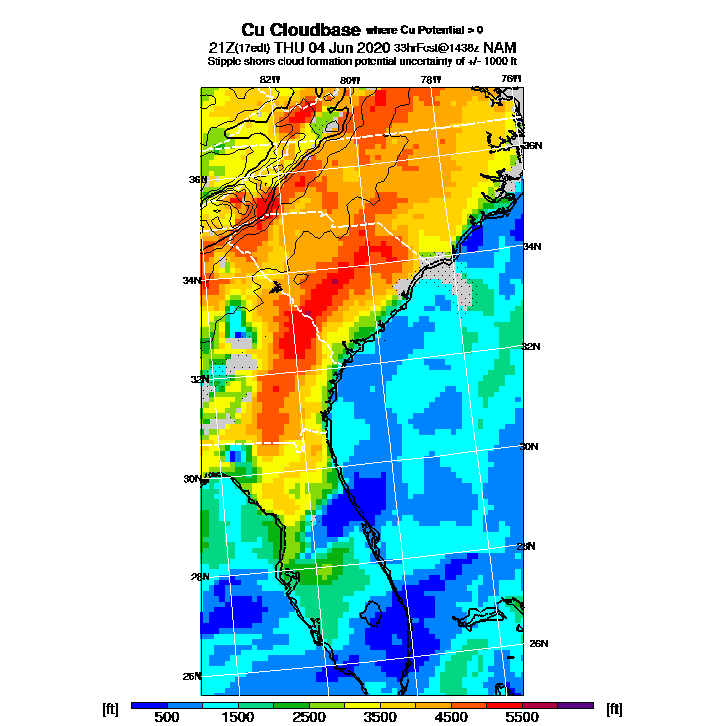 Cu Cloudbase where Cu Potential > 0
21Z(17edt) THU 04 Jun 2020 33hrFcst@1438z NAM
Stipple shows cloud formation potential uncertainty of +/- 1000 ft
82W 80W 78W 76W
36N
36N
34N
34N
32N
32N
30N
30N
28N
28N
26N
26N
[ft] [ft]
500 1500 2500 3500 4500 5500